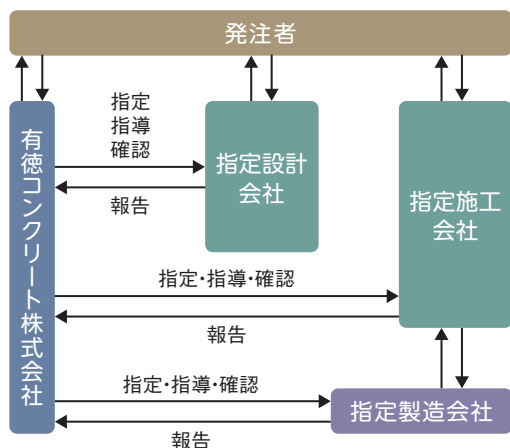 発注者
有徳コンクリート株式会社
指定
指導
確認
報告
指定設計
会社
指定施工
会社
指定・指導・確認
報告
指定・指導・確認
報告
指定製造会社